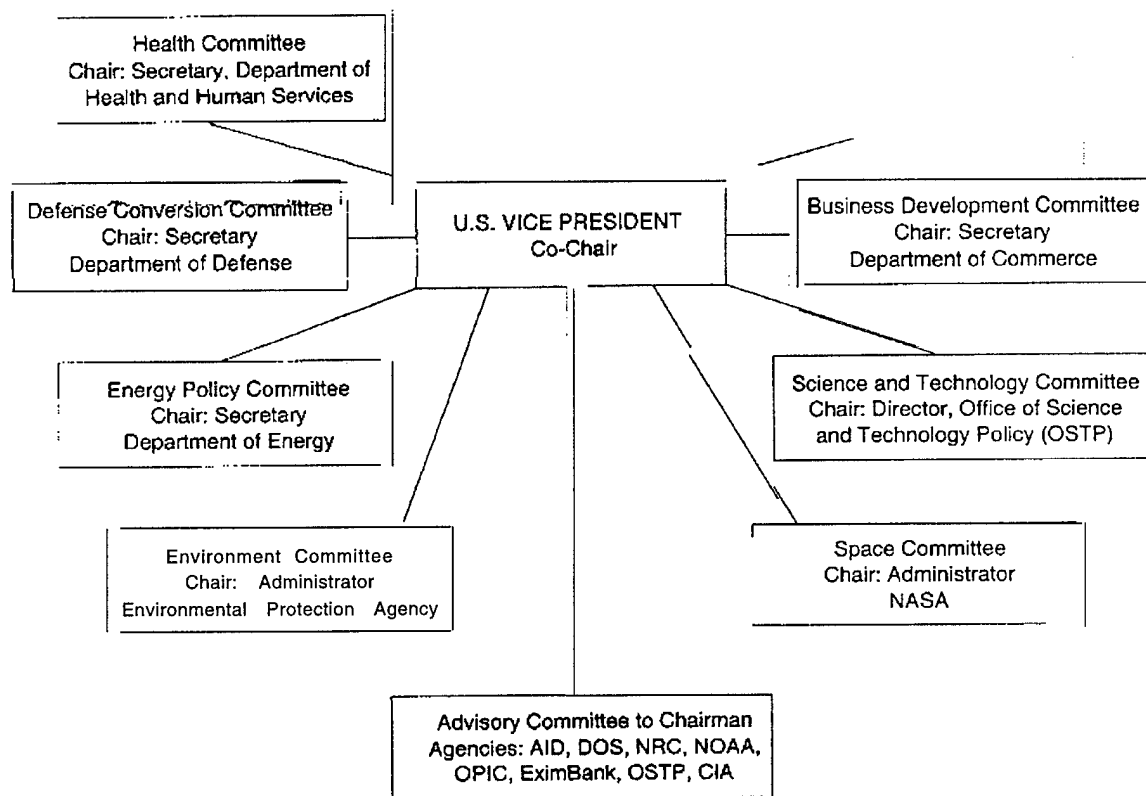 Health Committee
Chair: Secretary, Department of
Health and Human Services
Defense Conversion Committee
Chair: Secretary
Department of Defense
U.S. VICE PRESIDENT
Co-Chair
Business Development Committee
Chair: Secretary
Department of Commerce
Energy Policy Committee
Chair: Secretary
Department of Energy
Science and Technology Committee
Chair: Director, Office of Science
and Technology Policy (OSTP)
Environment Committee
Chair: Administrator
Environmental Protection Agency
Space Committee
Chair: Administrator
NASA
Advisory Committee to Chairman
Agencies: AID, DOS, NRC, NOAA,
OPIC, EximBank, OSTP, CIA